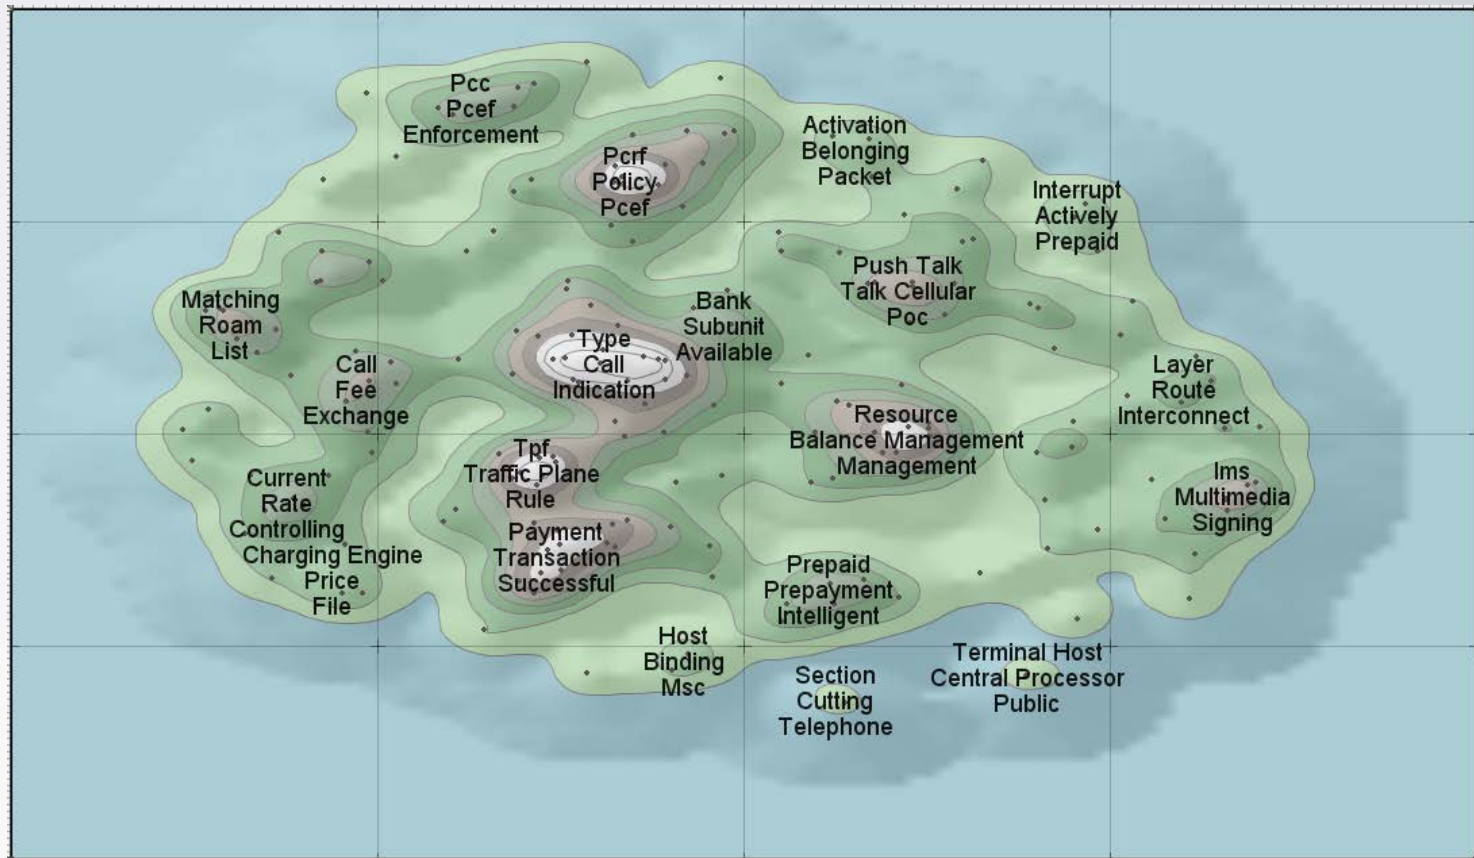 Pcc
Pcef
Enforcement
Pcrf
Policy
Pcef
Activation
Belonging
Packet
Interrupt
Actively
Prepaid
Push Talk
Talk Cellular
Poc
Matching
Roam
List
Bank
Subunit
Available
Type
Call
Indication
Call
Fee
Exchange
Layer
Route
Interconnect
Resource
Balance Management
Management
Tpf
Traffic Plane
Rule
Current
Rate
Controlling
Charging Engine
Price
File
Ims
Multimedia
Signing
Payment
Transaction
Successful
Prepaid
Prepayment
Intelligent
Host
Binding
Msc
Section
Cutting
Telephone
Terminal Host
Central Processor
Public